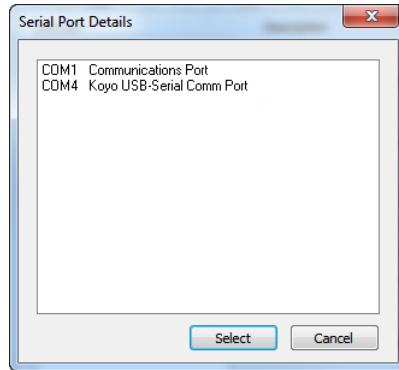 Serial Port Details
COM1 Communications Port
COM4 Koyo USB-Serial Comm Port
Select
Cancel